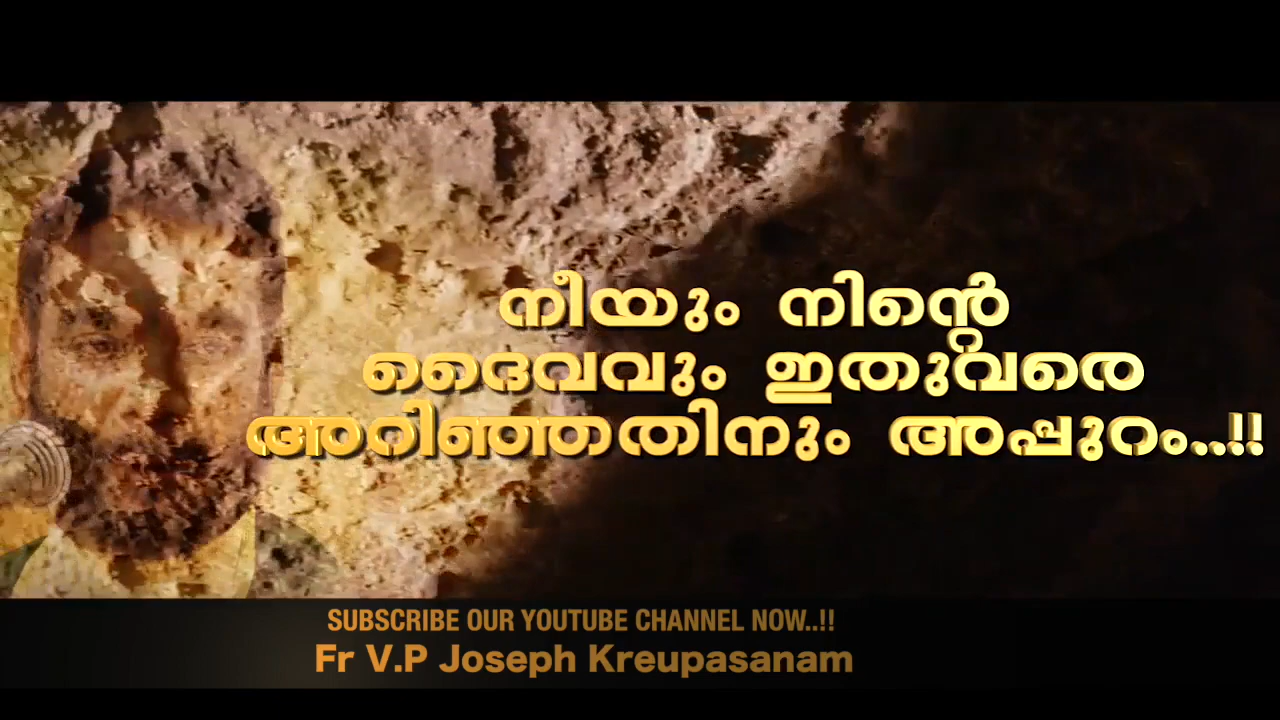 നീയും നിന്റെ
ദൈവവും ഇതുവരെ
അറിഞ്ഞതിനും അപ്പുറം..!!
SUBSCRIBE OUR YOUTUBE CHANNEL NOW..!!
Fr V.P Joseph Kreupasanam